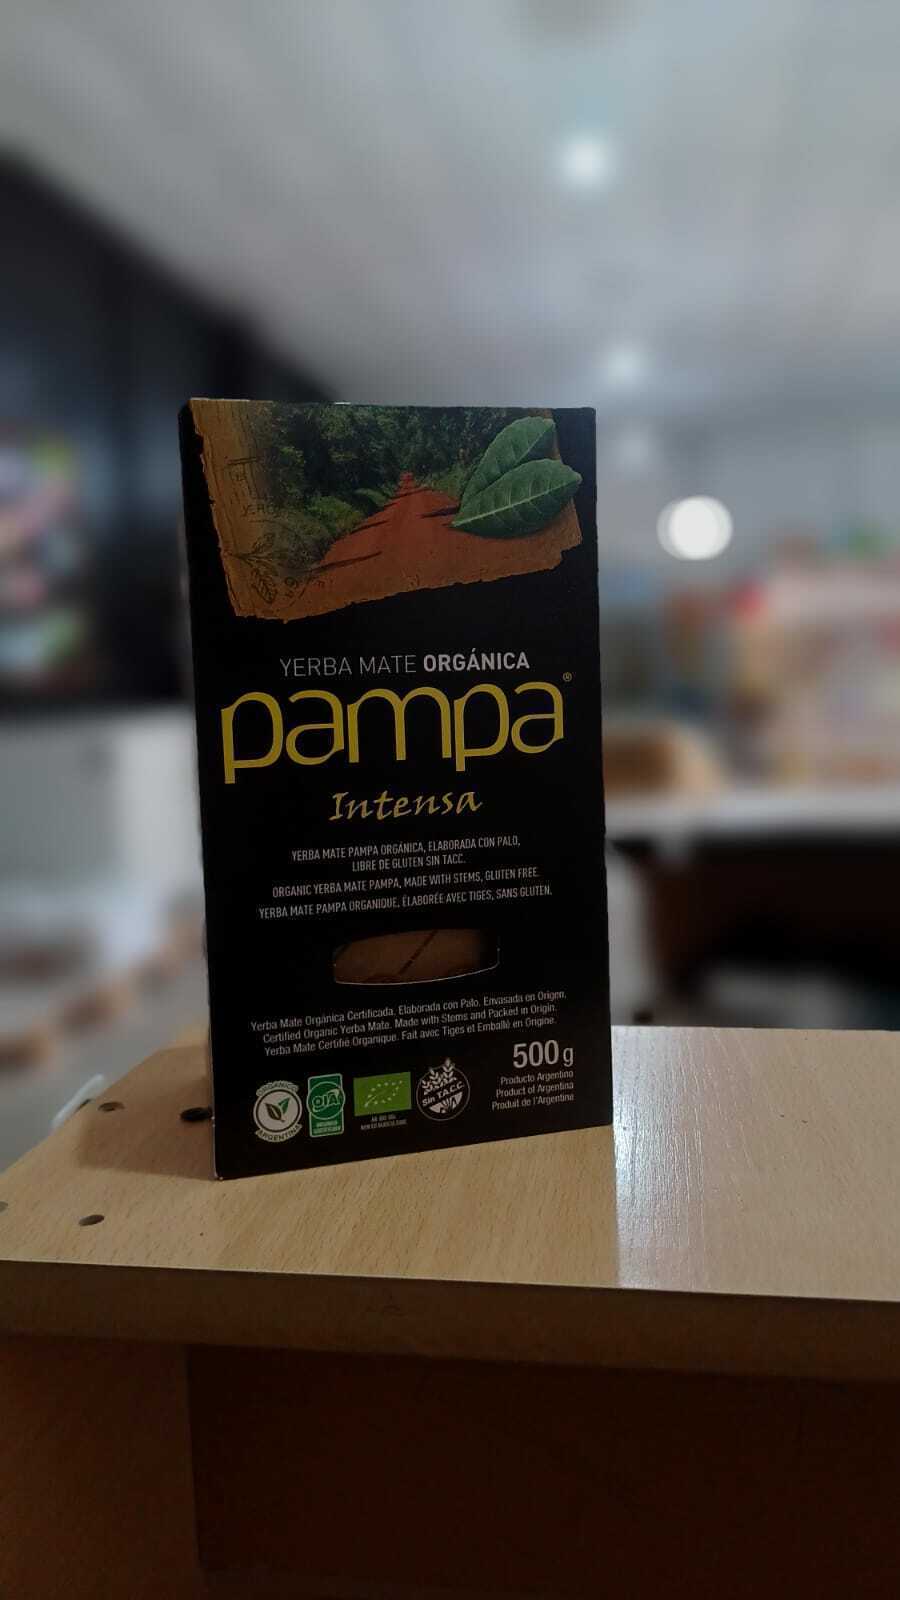 YERBA MATE ORGÁNICA
pampa®
Intensa
YERBA MATE PAMPA ORGÁNICA, ELABORADA CON PALO,
LIBRE DE GLUTEN SIN TACC.
ORGANIC YERBA MATE PAMPA, MADE WITH STEMS, GLUTEN FREE.
YERBA MATE PAMPA ORGANIQUE, ÉLABORÉE AVEC TIGES, SANS GLUTEN.
Yerba Mate Orgánica Certificada, Elaborada con Palo. Envasada en Origen.
Certified Organic Yerba Mate. Made with Stems and Packed in Origin.
Yerba Mate Certifié Organique. Fait avec Tiges et Emballé en Origine.
500 g
Producto Argentino
Product of Argentina
Produit de l'Argentine
ORGÁNICO
ARGENTINA
OIA
Sin T.A.C.C.